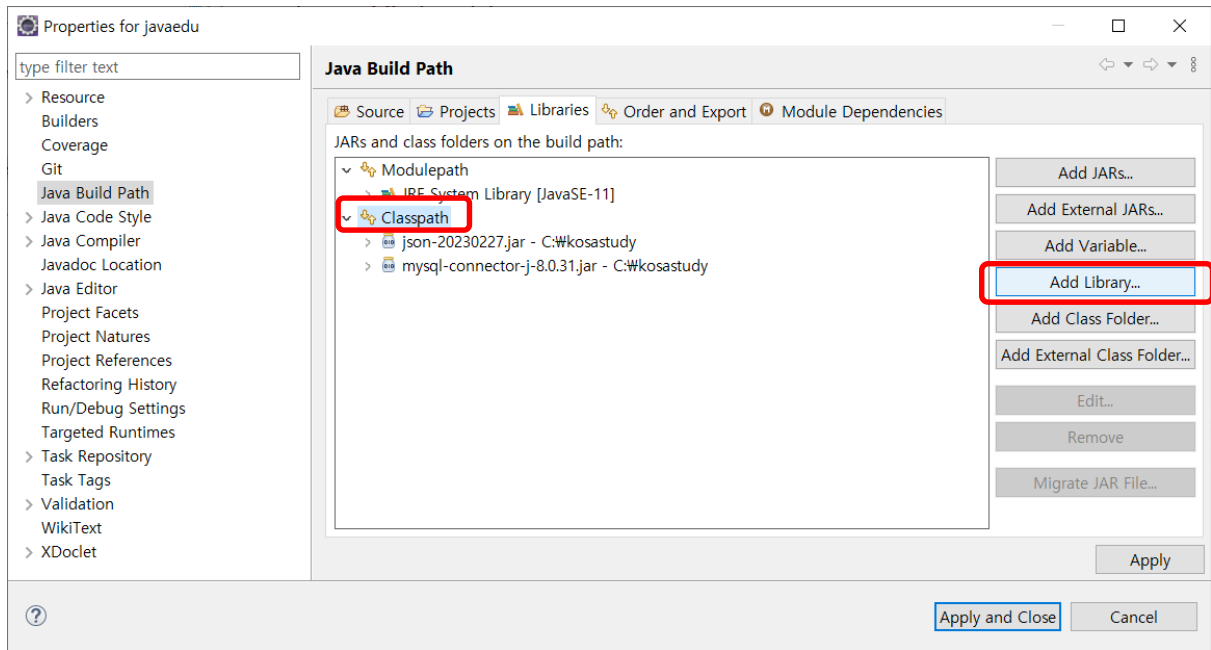 Properties for javaedu
type filter text
Resource
Builders
Coverage
Git
Java Build Path
Java Code Style
Java Compiler
Javadoc Location
Java Editor
Project Facets
Project Natures
Project References
Refactoring History
Run/Debug Settings
Targeted Runtimes
Task Repository
Task Tags
Validation
WikiText
XDoclet
Java Build Path
Source Projects Libraries Order and Export Module Dependencies
JARs and class folders on the build path:
Modulepath
JRE System Library [JavaSE-11]
Classpath
json-20230227.jar - C:₩kosastudy
mysql-connector-j-8.0.31.jar - C:₩kosastudy
Add JARs...
Add External JARs...
Add Variable...
Add Library...
Add Class Folder...
Add External Class Folder...
Edit...
Remove
Migrate JAR File...
Apply
Apply and Close
Cancel